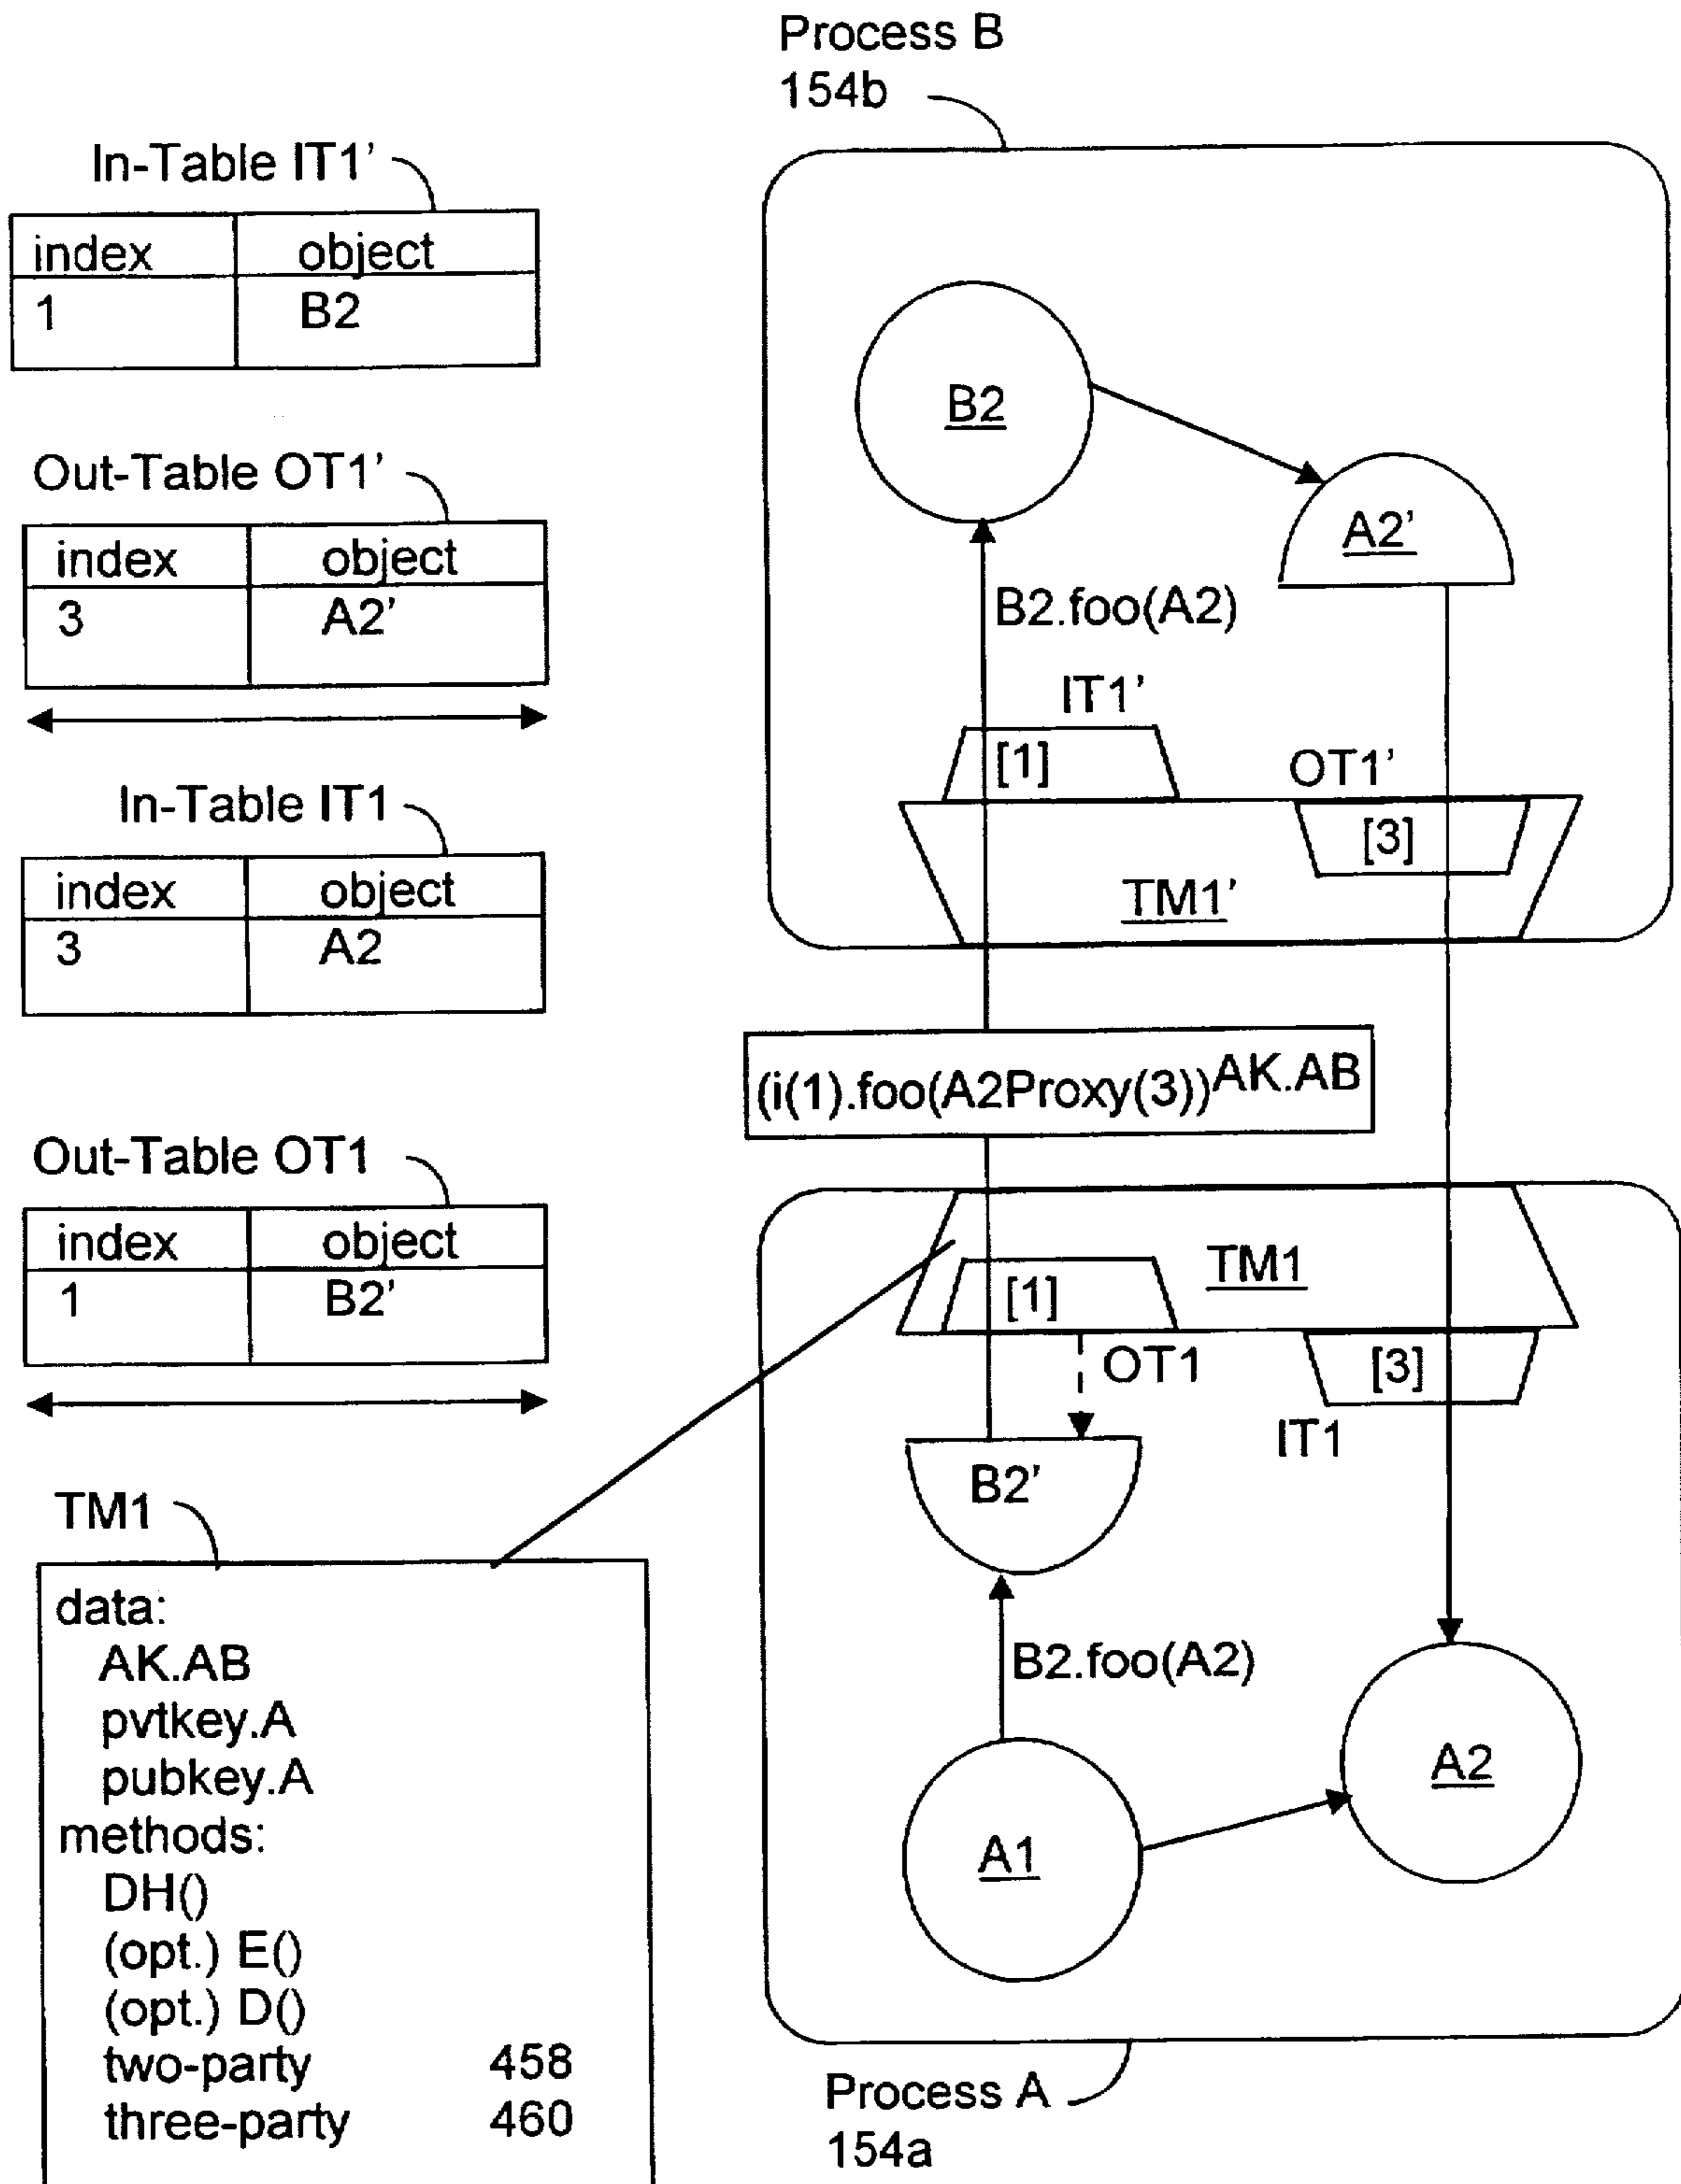 Process B
154b
In-Table IT1’
index object
1 B2
Out-Table OT1’
index object
3 A2’
In-Table IT1
index object
3 A2
Out-Table OT1
index object
1 B2’
TM1
data:
AK.AB
pvtkey.A
pubkey.A
methods:
DH()
(opt.) E()
(opt.) D()
two-party 458
three-party 460
B2
A2’
B2.foo(A2)
IT1’
[1]
OT1’
[3]
TM1’
(i(1).foo(A2Proxy(3))AK.AB
TM1
[1]
OT1
[3]
IT1
B2’
B2.foo(A2)
A2
A1
Process A
154a